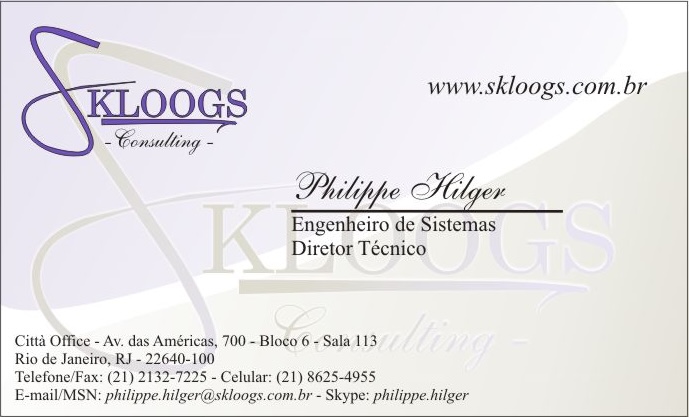 SKLOOGS
- Consulting -
www.skloogs.com.br
Philippe Hilger
Engenheiro de Sistemas
Diretor Técnico
SKLOOGS
Consulting -
Città Office - Av. das Américas, 700 - Bloco 6 - Sala 113
Rio de Janeiro, RJ - 22640-100
Telefone/Fax: (21) 2132-7225 - Celular: (21) 8625-4955
E-mail/MSN: philippe.hilger@skloogs.com.br - Skype: philippe.hilger